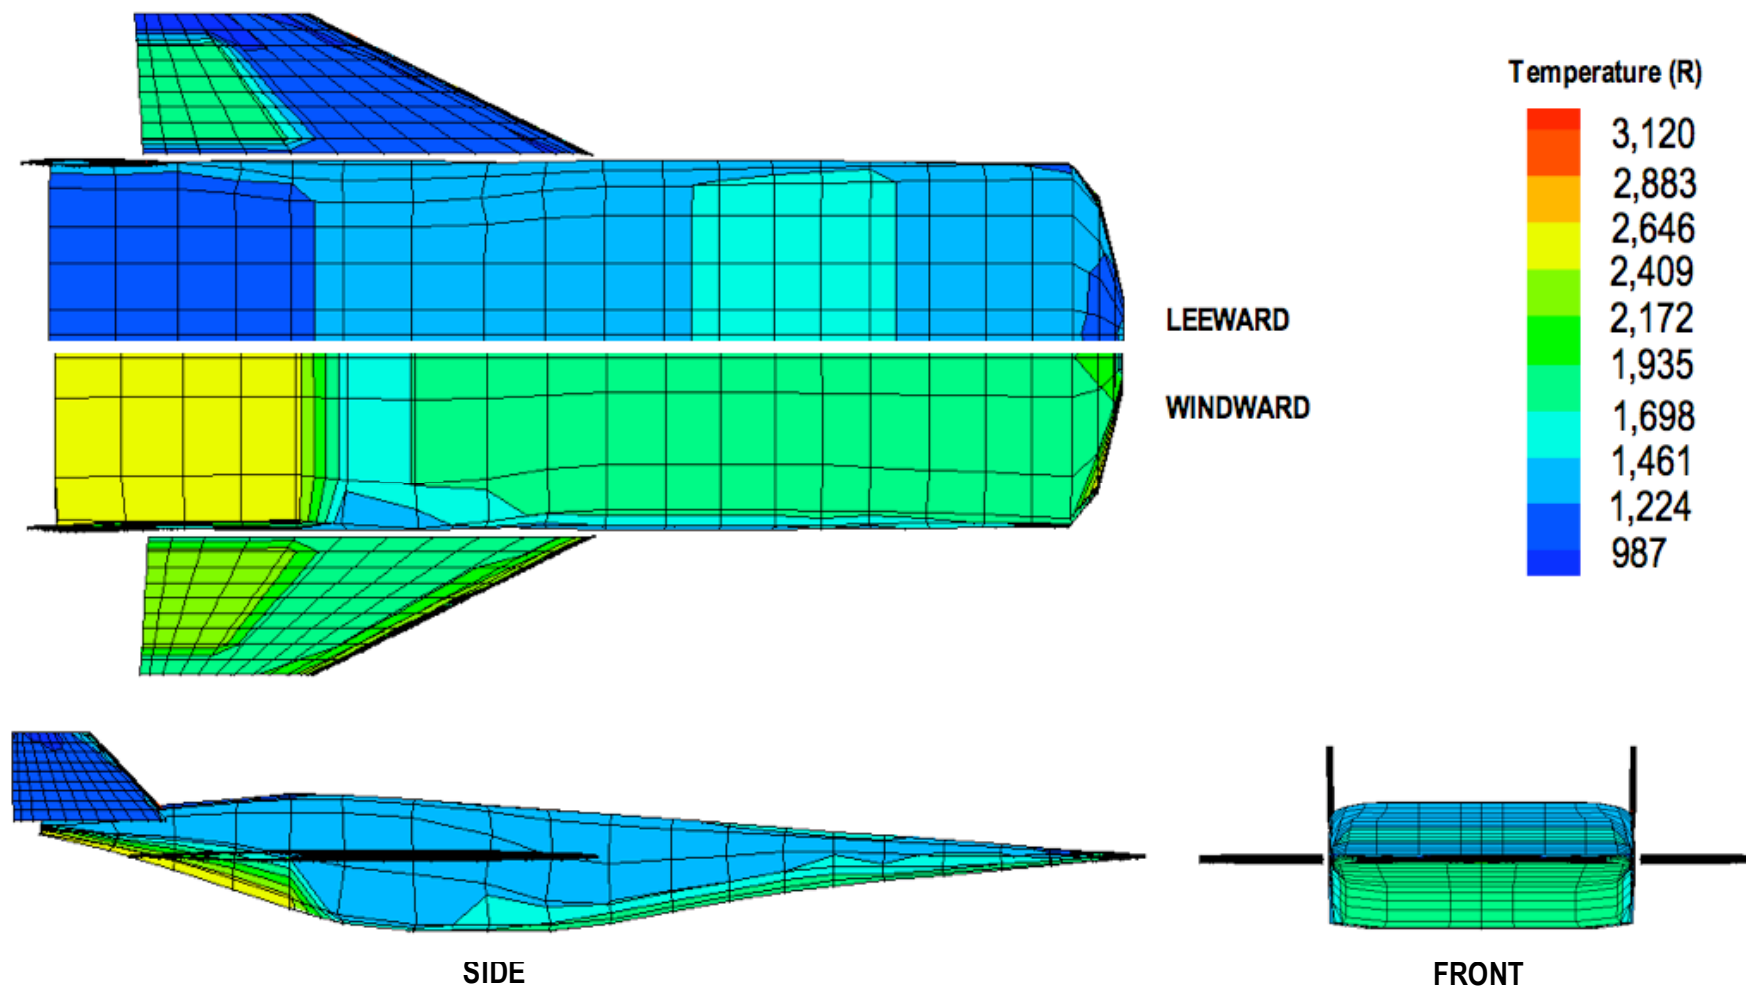 Temperature (R)
3,120
2,883
2,646
2,409
2,172
1,935
1,698
1,461
1,224
987
LEEWARD
WINDWARD
SIDE
FRONT